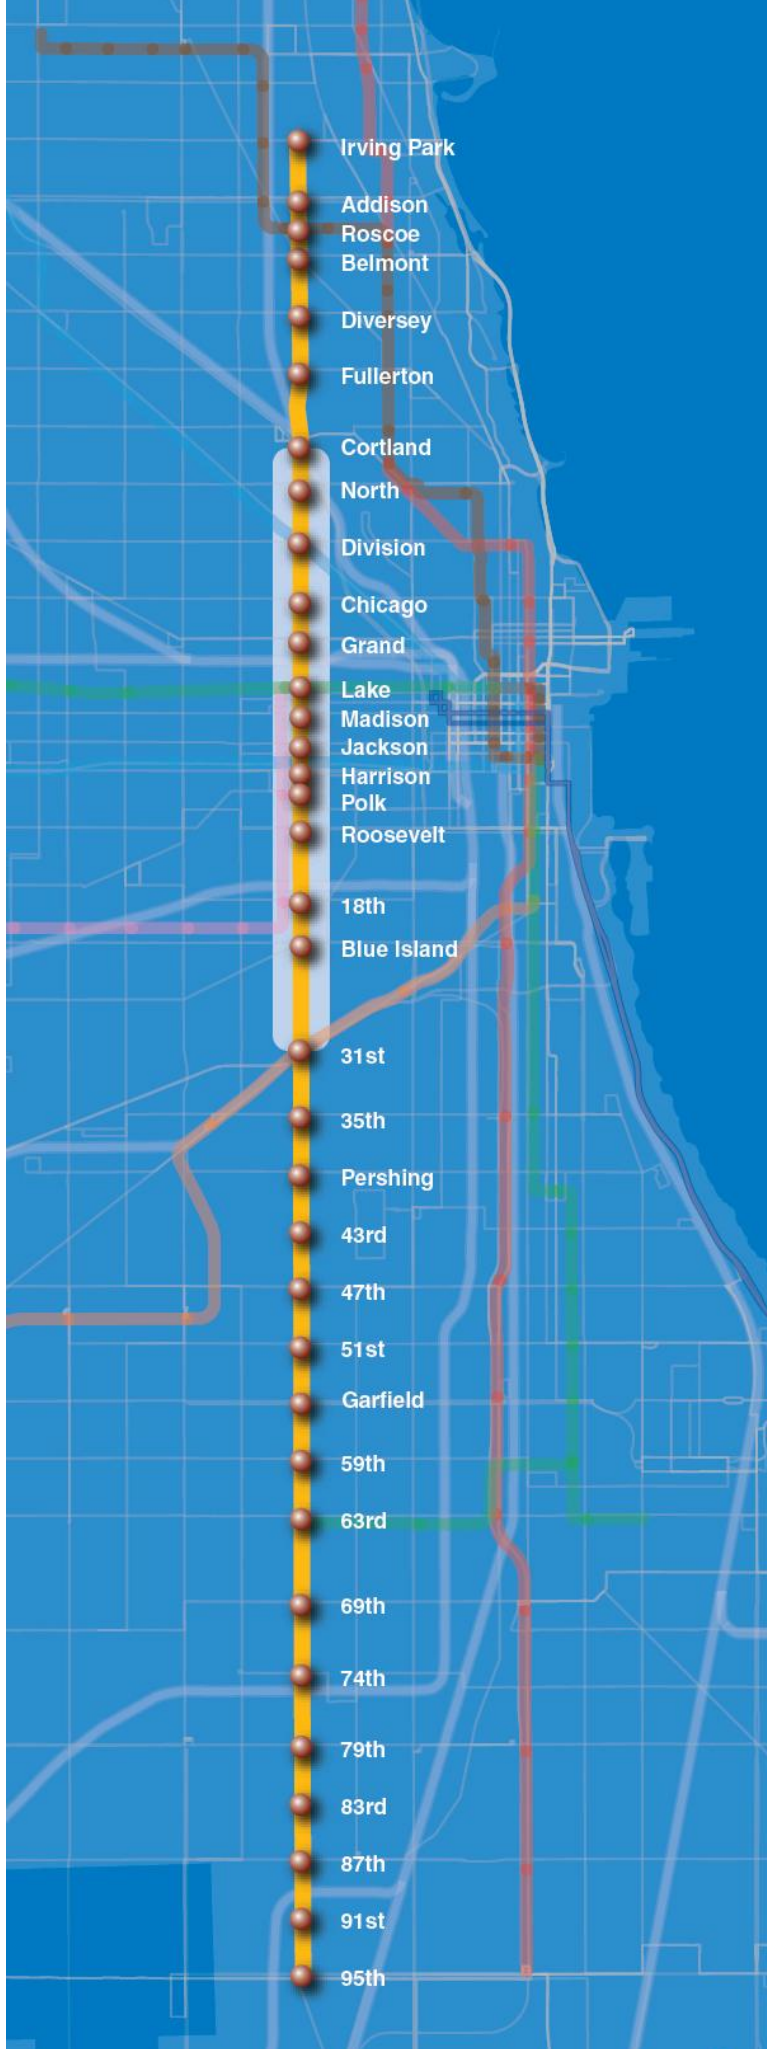 Irving Park
Addison
Roscoe
Belmont
Diversey
Fullerton
Cortland
North
Division
Chicago
Grand
Lake
Madison
Jackson
Harrison
Polk
Roosevelt
18th
Blue Island
31st
35th
Pershing
43rd
47th
51st
Garfield
59th
63rd
69th
74th
79th
83rd
87th
91st
95th